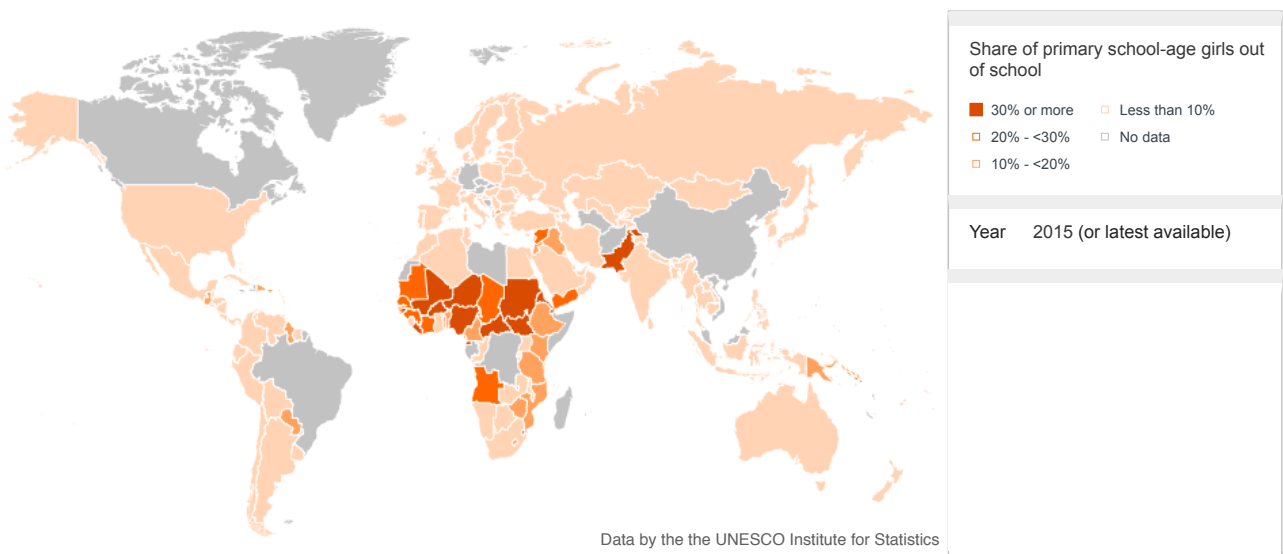 Share of primary school-age girls out
of school
30% or more
Less than 10%
20% - <30%
No data
10% - <20%
Year 2015 (or latest available)
Data by the the UNESCO Institute for Statistics